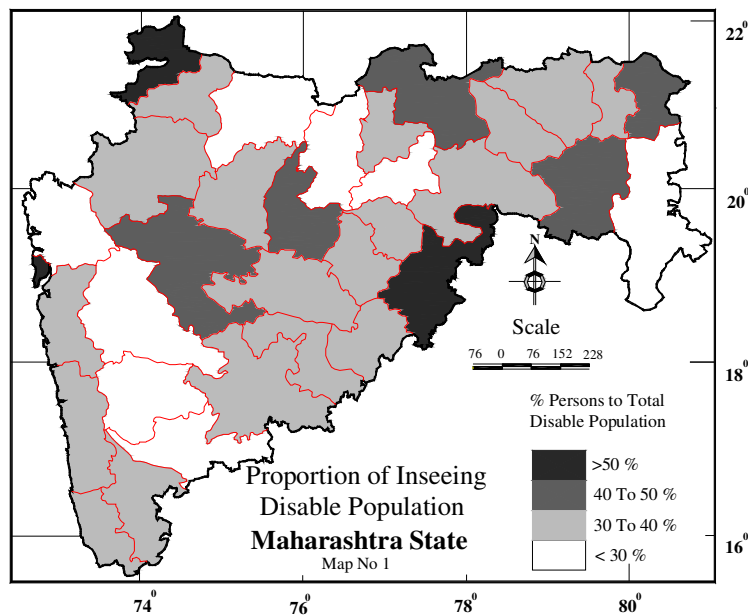 22⁰
20⁰
N
Scale
76 0 76 152 228
18⁰
% Persons to Total
Disable Population
>50 %
40 To 50 %
30 To 40 %
< 30 %
Proportion of Inseeing
Disable Population
Maharashtra State
Map No 1
16⁰
74⁰ 76⁰ 78⁰ 80⁰